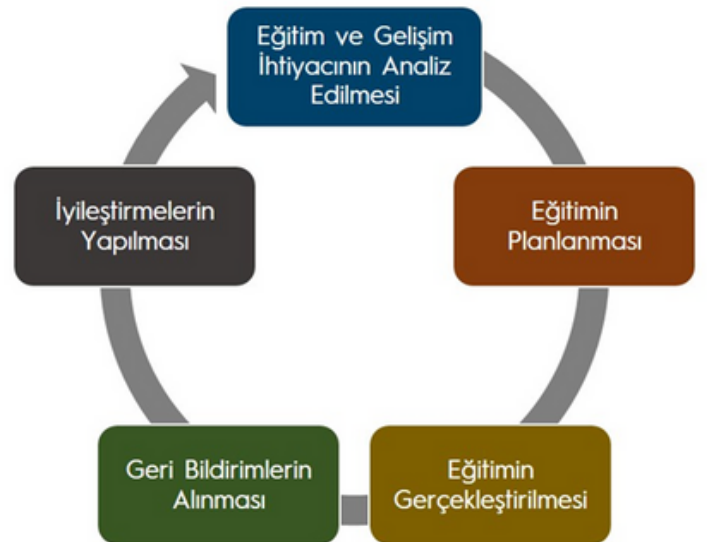 Eğitim ve Gelişim
İhtiyacının Analiz
Edilmesi
Eğitimin
Planlanması
Eğitimin
Gerçekleştirilmesi
Geri Bildirimlerin
Alınması
İyileştirmelerin
Yapılması